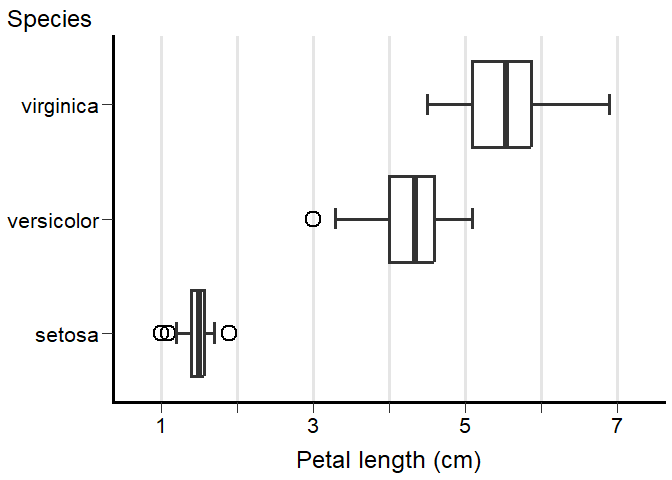 Species
virginica
versicolor
setosa
1 3 5 7
Petal length (cm)